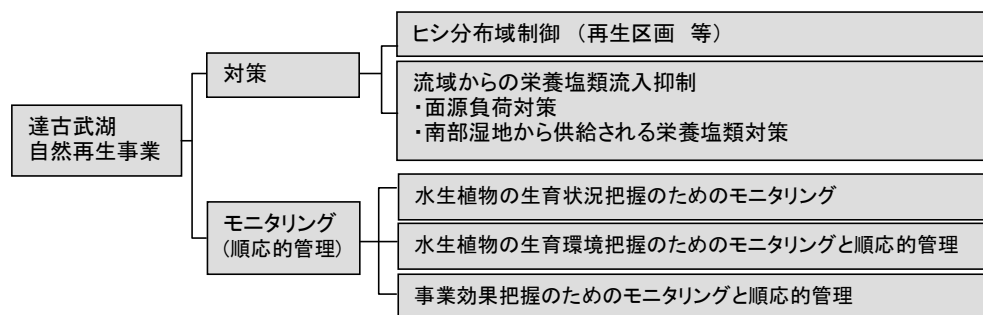 達古武湖
自然再生事業
対策
ヒシ分布域制御 (再生区画 等)
流域からの栄養塩類流入抑制
・面源負荷対策
・南部湿地から供給される栄養塩類対策
モニタリング
(順応的管理)
水生植物の生育状況把握のためのモニタリング
水生植物の生育環境把握のためのモニタリングと順応的管理
事業効果把握のためのモニタリングと順応的管理